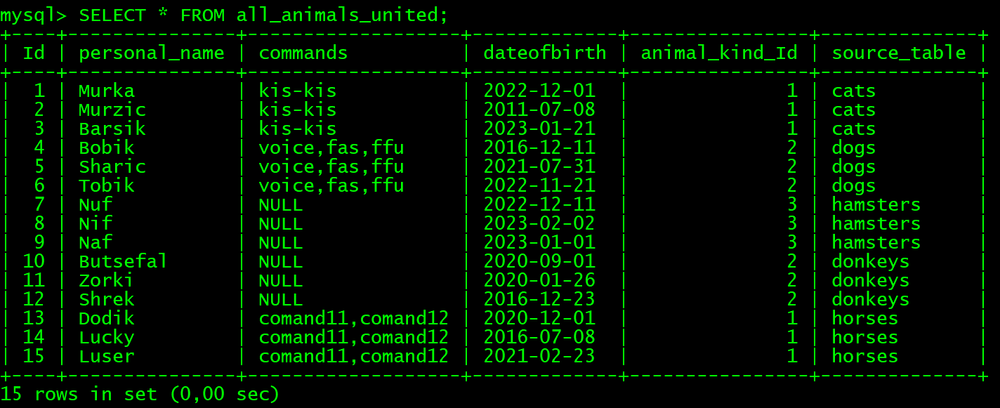 mysql> SELECT * FROM all_animals_united;
+----+---------------+--------------------+-------------+----------------+--------------+
| Id | personal_name | commands           | dateofbirth | animal_kind_Id | source_table |
+----+---------------+--------------------+-------------+----------------+--------------+
|  1 | Murka         | kis-kis            | 2022-12-01  |              1 | cats         |
|  2 | Murzic        | kis-kis            | 2011-07-08  |              1 | cats         |
|  3 | Barsik        | kis-kis            | 2023-01-21  |              1 | cats         |
|  4 | Bobik         | voice,fas,ffu      | 2016-12-11  |              2 | dogs         |
|  5 | Sharic        | voice,fas,ffu      | 2021-07-31  |              2 | dogs         |
|  6 | Tobik         | voice,fas,ffu      | 2022-11-21  |              2 | dogs         |
|  7 | Nuf           | NULL               | 2022-12-11  |              3 | hamsters     |
|  8 | Nif           | NULL               | 2023-02-02  |              3 | hamsters     |
|  9 | Naf           | NULL               | 2023-01-01  |              3 | hamsters     |
| 10 | Butsefal      | NULL               | 2020-09-01  |              2 | donkeys      |
| 11 | Zorki         | NULL               | 2020-01-26  |              2 | donkeys      |
| 12 | Shrek         | NULL               | 2016-12-23  |              2 | donkeys      |
| 13 | Dodik         | comand11,comand12 | 2020-12-01  |              1 | horses       |
| 14 | Lucky         | comand11,comand12 | 2016-07-08  |              1 | horses       |
| 15 | Luser         | comand11,comand12 | 2021-02-23  |              1 | horses       |
+----+---------------+--------------------+-------------+----------------+--------------+
15 rows in set (0,00 sec)